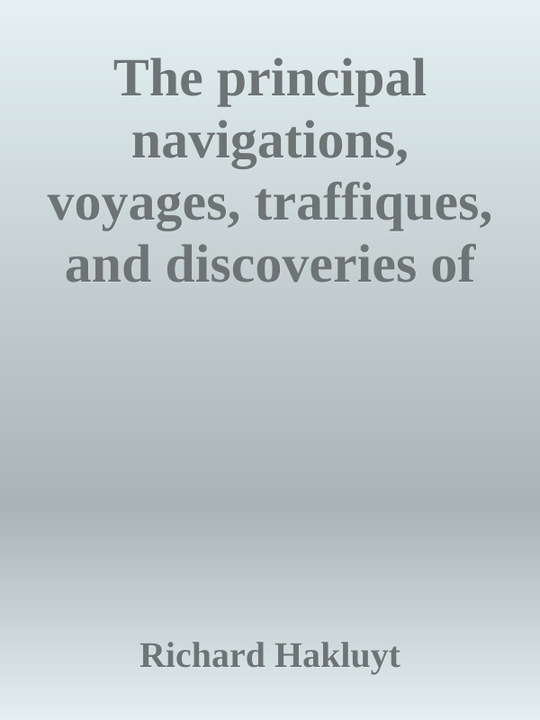 The principal
navigations,
voyages, traffiques,
and discoveries of
Richard Hakluyt